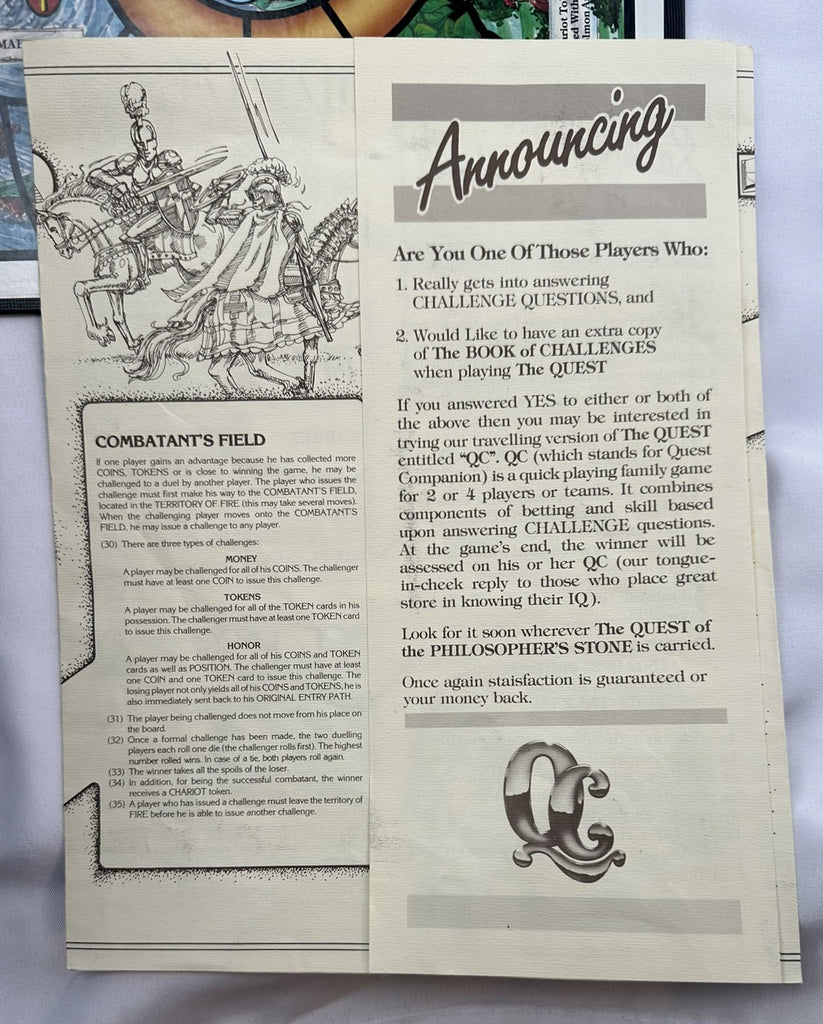 MAP
COMBATANT'S FIELD
If one player gains an advantage because he has collected more
COINS, TOKENS or is close to winning the game, he may be
challenged to a duel by another player. The player who issues the
challenge must first make his way to the COMBATANT'S FIELD,
located in the TERRITORY OF FIRE (this may take several moves).
When the challenging player moves onto the COMBATANT'S
FIELD, he may issue a challenge to any player.
(30) There are three types of challenges:
MONEY
A player may be challenged for all of his COINS. The challenger
must have at least one COIN to issue this challenge.
TOKENS
A player may be challenged for all of the TOKEN cards in his
possession. The challenger must have at least one TOKEN card
to issue this challenge.
HONOR
A player may be challenged for all of his COINS and TOKEN
cards as well as POSITION. The challenger must have at least
one COIN and one TOKEN card to issue this challenge. The
losing player not only yields all of his COINS and TOKENS, he is
also immediately sent back to his ORIGINAL ENTRY PATH.
(31) The player being challenged does not move from his place on
the board.
(32) Once a formal challenge has been made, the two duelling
players each roll one die (the challenger rolls first). The highest
number rolled wins. In case of a tie, both players roll again.
(33) The winner takes all the spoils of the loser.
(34) In addition, for being the successful combatant, the winner
receives a CHARIOT token.
(35) A player who has issued a challenge must leave the territory of
FIRE before he is able to issue another challenge.
Announcing
Are You One Of Those Players Who:
1. Really gets into answering
CHALLENGE QUESTIONS, and
2. Would Like to have an extra copy
of The BOOK of CHALLENGES
when playing The QUEST
If you answered YES to either or both of
the above then you may be interested in
trying our travelling version of The QUEST
entitled "QC". QC (which stands for Quest
Companion) is a quick playing family game
for 2 or 4 players or teams. It combines
components of betting and skill based
upon answering CHALLENGE questions.
At the game's end, the winner will be
assessed on his or her QC (our tongue-
in-cheek reply to those who place great
store in knowing their IQ).
Look for it soon wherever The QUEST of
the PHILOSOPHER'S STONE is carried.
Once again staisfaction is guaranteed or
your money back.
QC